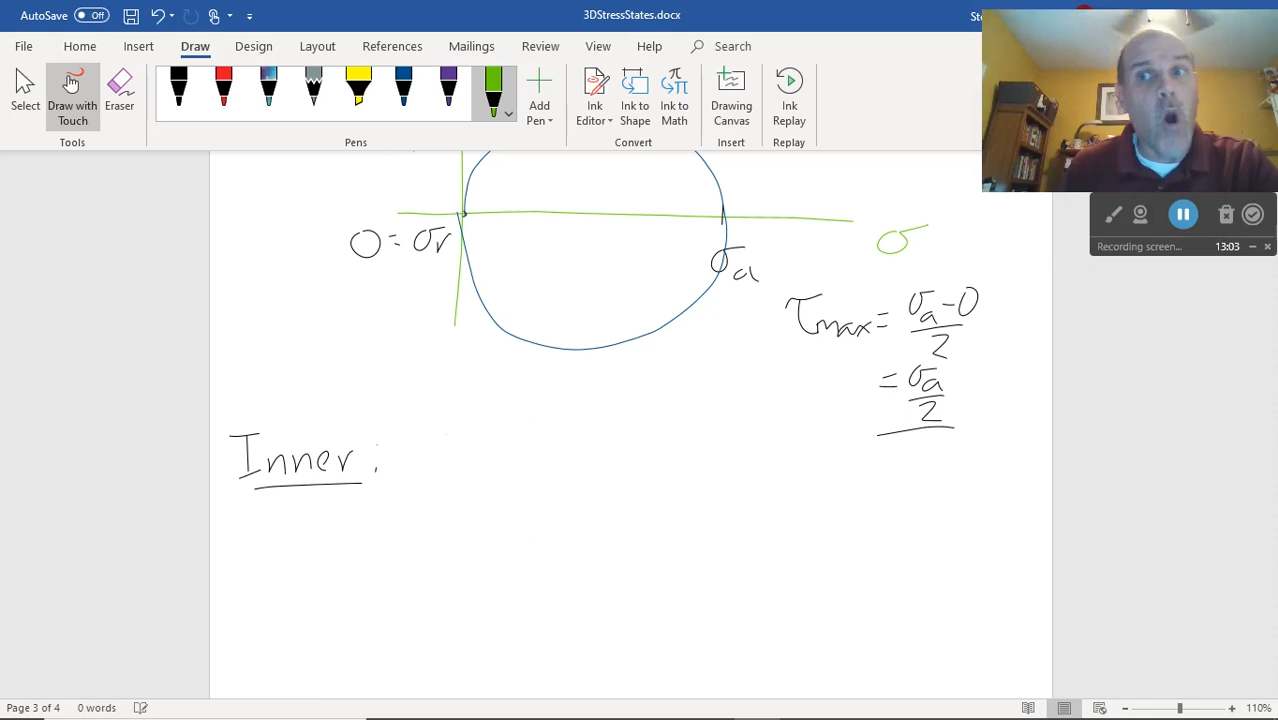 AutoSave Off 3DStressStates.docx Ste
File Home Insert Draw Design Layout References Mailings Review View Help Search
Select Draw with Touch Eraser Add Pen Ink Editor Ink to Shape Ink to Math Drawing Canvas Ink Replay
Tools Pens Convert Insert Replay
Recording screen... 13:03
0 = σr
σ
σa
τmax = σa-0/2
= σa/2
Inner:
Page 3 of 4 0 words 110%